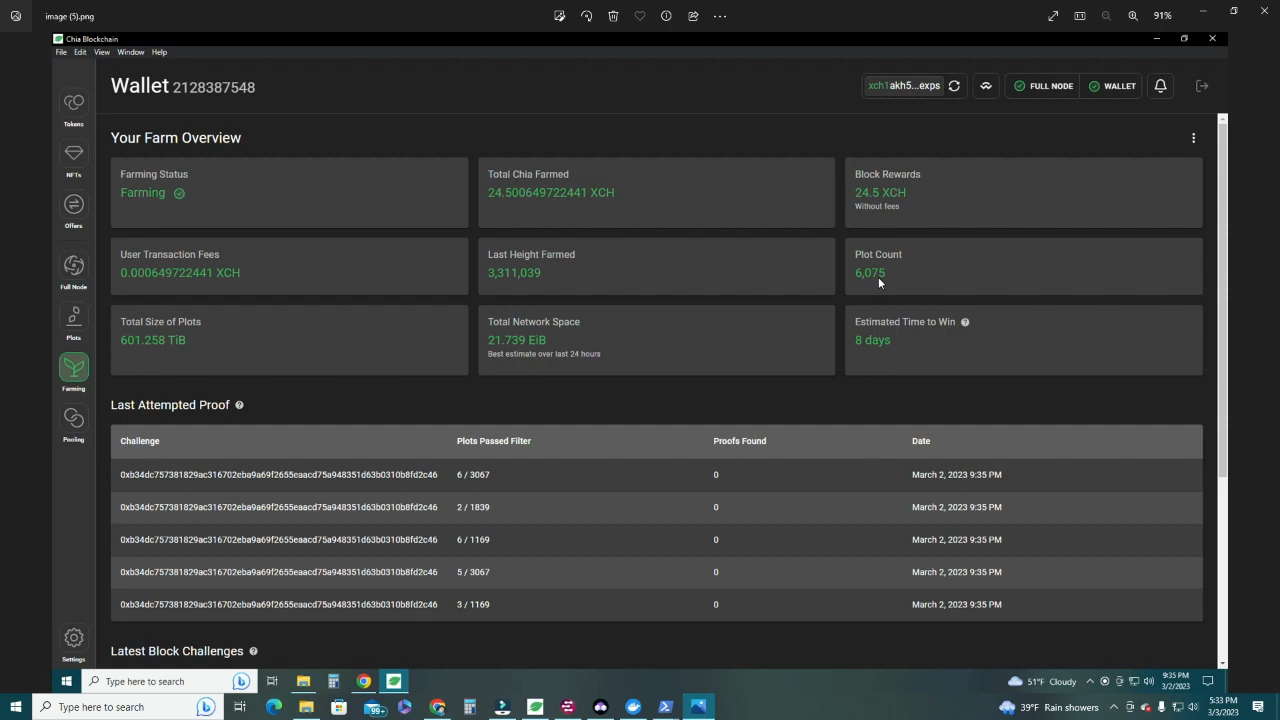 image (5).png
91%
Chia Blockchain
File Edit View Window Help
Wallet 2128387548
xch1akh5...exps
FULL NODE
WALLET
Tokens
NFTs
Offers
Full Node
Plots
Farming
Pooling
Settings
Your Farm Overview
Farming Status
Farming
Total Chia Farmed
24.500649722441 XCH
Block Rewards
24.5 XCH
Without fees
User Transaction Fees
0.000649722441 XCH
Last Height Farmed
3,311,039
Plot Count
6,075
Total Size of Plots
601.258 TiB
Total Network Space
21.739 EiB
Best estimate over last 24 hours
Estimated Time to Win
8 days
Last Attempted Proof
Challenge Plots Passed Filter Proofs Found Date
0xb34dc757381829ac316702eba9a69f2655eaacd75a948351d63b0310b8fd2c46 6 / 3067 0 March 2, 2023 9:35 PM
0xb34dc757381829ac316702eba9a69f2655eaacd75a948351d63b0310b8fd2c46 2 / 1839 0 March 2, 2023 9:35 PM
0xb34dc757381829ac316702eba9a69f2655eaacd75a948351d63b0310b8fd2c46 6 / 1169 0 March 2, 2023 9:35 PM
0xb34dc757381829ac316702eba9a69f2655eaacd75a948351d63b0310b8fd2c46 5 / 3067 0 March 2, 2023 9:35 PM
0xb34dc757381829ac316702eba9a69f2655eaacd75a948351d63b0310b8fd2c46 3 / 1169 0 March 2, 2023 9:35 PM
Latest Block Challenges
Type here to search
51°F Cloudy
9:35 PM
3/2/2023
Type here to search
99+
39°F Rain showers
5:33 PM
3/3/2023